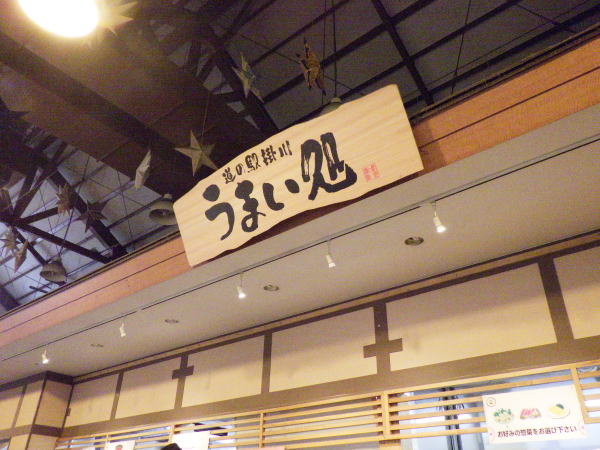 道の駅掛川
うまい処
お好みの惣菜をお選び下さい